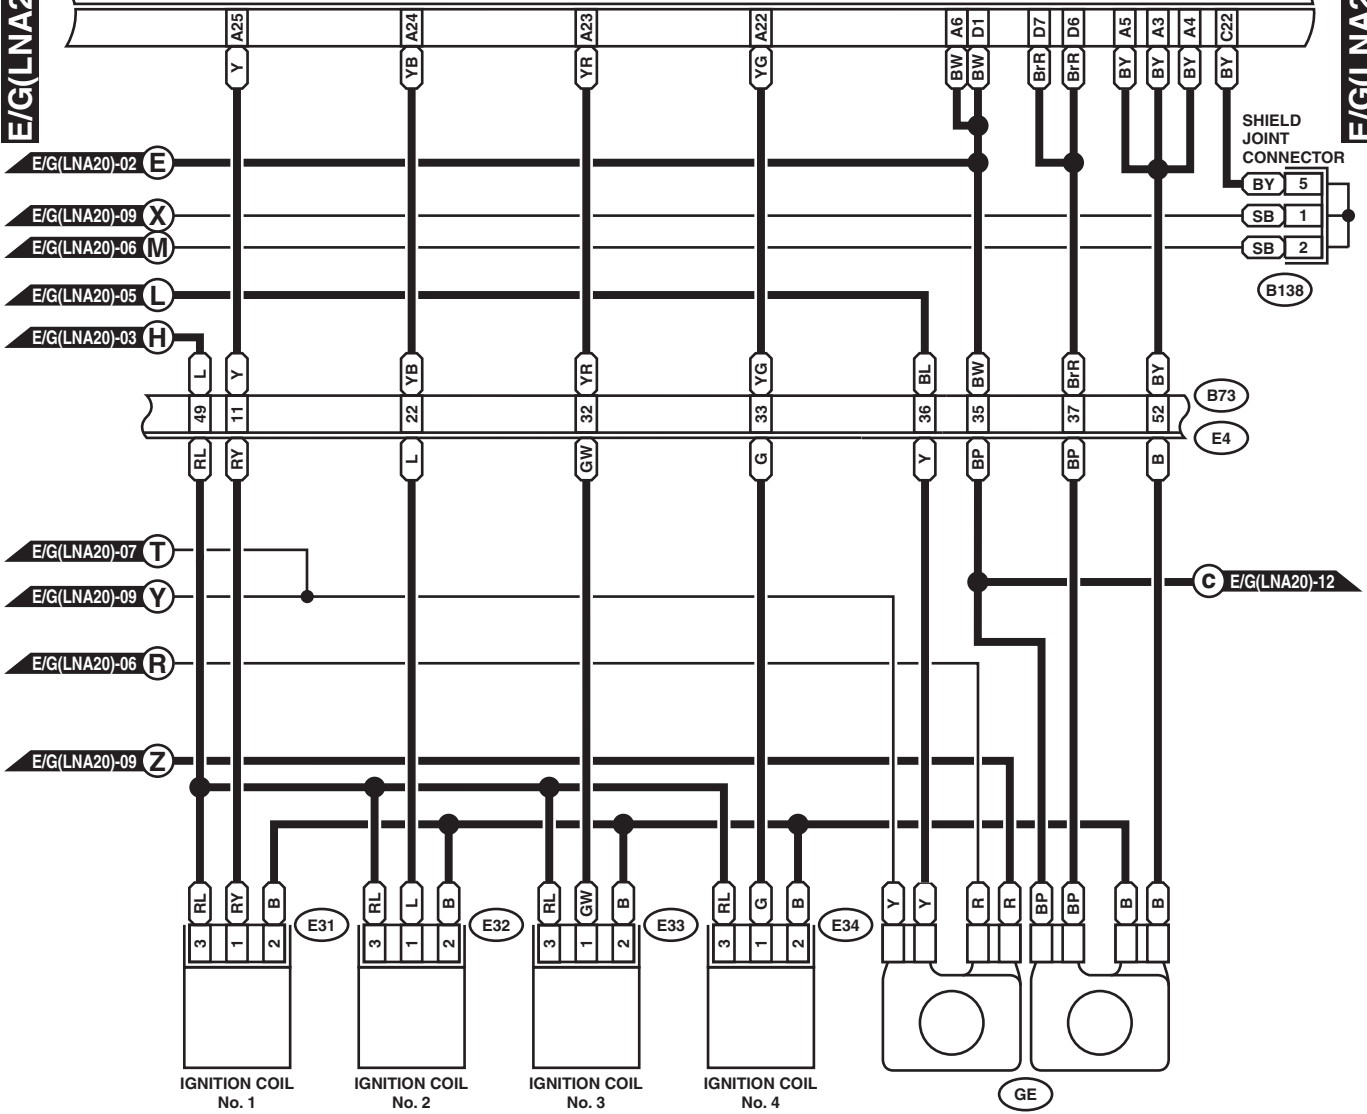 E/G(LNA2
E/G(LNA2
A25 A24 A23 A22 A6 D1 D7 D6 A5 A3 A4 C22
Y YB YR YG BW BW BrR BrR BY BY BY BY
SHIELD
JOINT
CONNECTOR
E/G(LNA20)-02 E
BY 5
E/G(LNA20)-09 X
SB 1
E/G(LNA20)-06 M
SB 2
E/G(LNA20)-05 L
B138
E/G(LNA20)-03 H
L Y YB YR YG BL BW BrR BY
B73
49 11 22 32 33 36 35 37 52
E4
RL RY L GW G Y BP BP B
E/G(LNA20)-07 T
C E/G(LNA20)-12
E/G(LNA20)-09 Y
E/G(LNA20)-06 R
E/G(LNA20)-09 Z
RL RY B RL L B RL GW B RL G B Y Y R R BP BP B B
E31 E32 E33 E34
3 1 2 3 1 2 3 1 2 3 1 2
IGNITION COIL
No. 1
IGNITION COIL
No. 2
IGNITION COIL
No. 3
IGNITION COIL
No. 4
GE